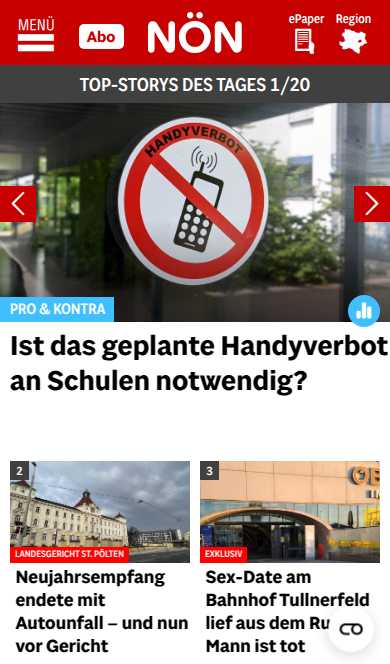 MENÜ
Abo
NÖN
ePaper
Region
TOP-STORYS DES TAGES 1/20
HANDYVERBOT
PRO & KONTRA
Ist das geplante Handyverbot
an Schulen notwendig?
2
LANDESGERICHT ST. PÖLTEN
Neujahrsempfang
endete mit
Autounfall – und nun
vor Gericht
3
EXKLUSIV
Sex-Date am
Bahnhof Tullnerfeld
lief aus dem
Mann ist tot